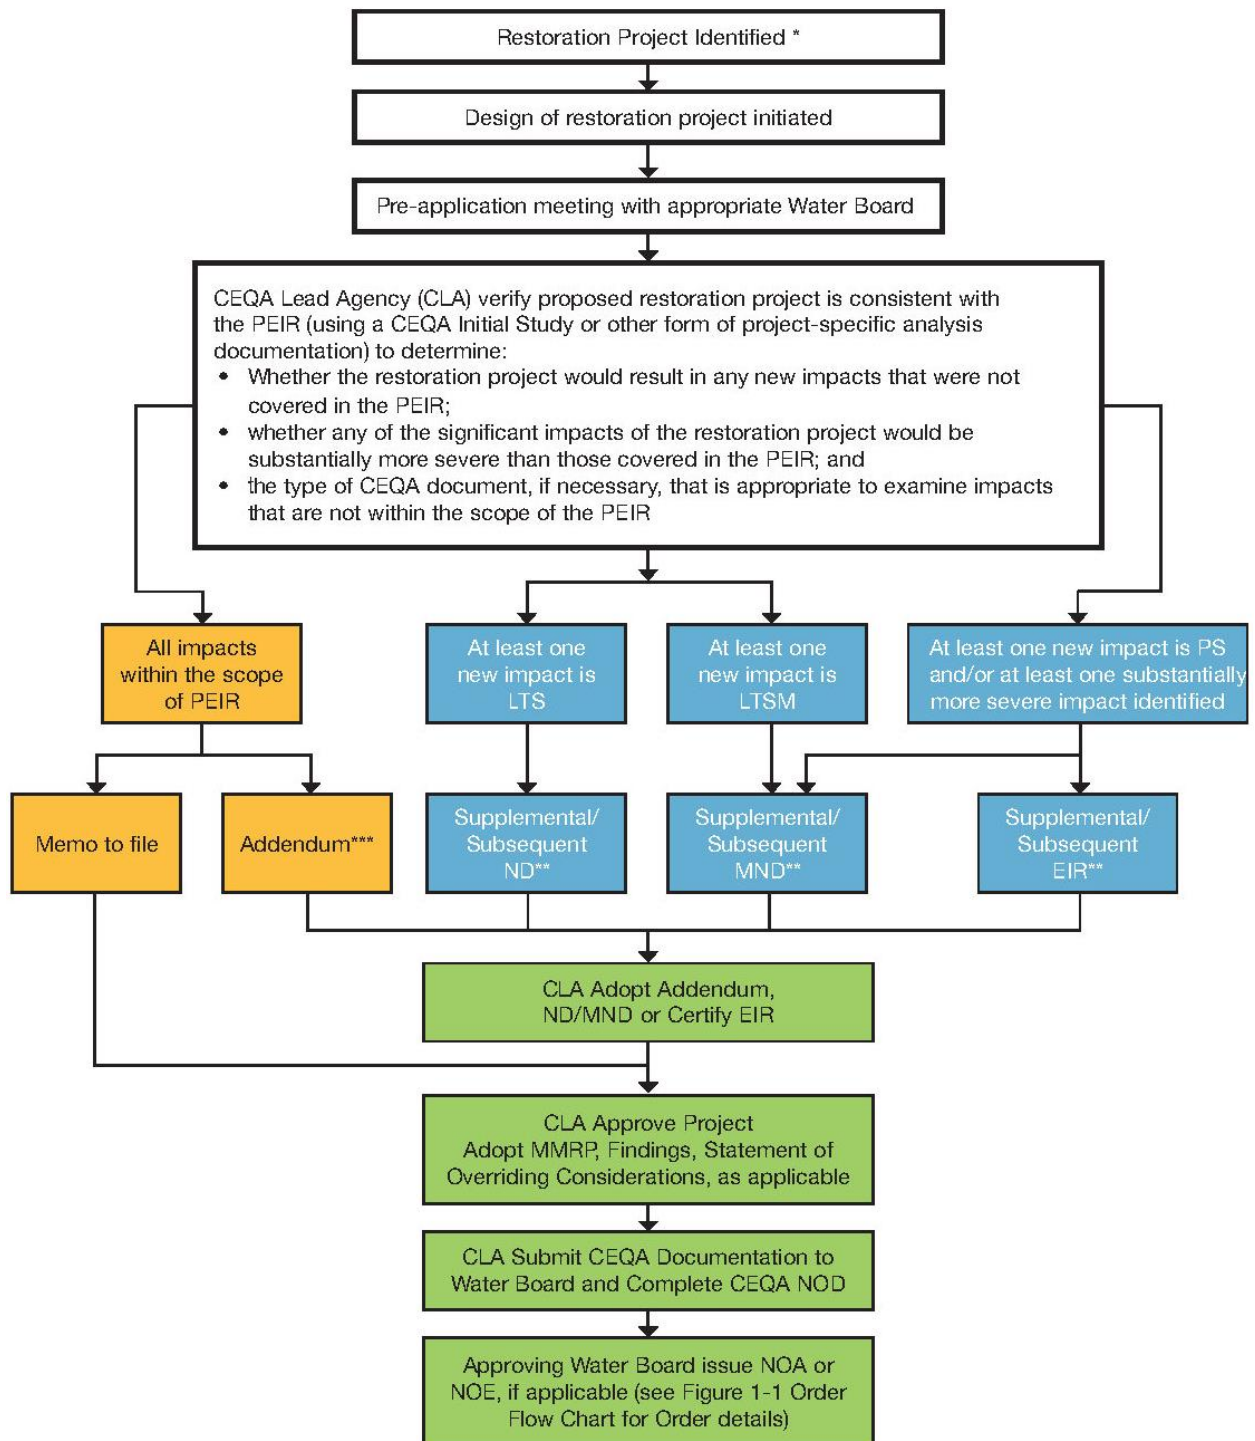 Restoration Project Identified *
Design of restoration project initiated
Pre-application meeting with appropriate Water Board
CEQA Lead Agency (CLA) verify proposed restoration project is consistent with
the PEIR (using a CEQA Initial Study or other form of project-specific analysis
documentation) to determine:
• Whether the restoration project would result in any new impacts that were not
covered in the PEIR;
• whether any of the significant impacts of the restoration project would be
substantially more severe than those covered in the PEIR; and
• the type of CEQA document, if necessary, that is appropriate to examine impacts
that are not within the scope of the PEIR
All impacts
within the scope
of PEIR
At least one
new impact is
LTS
At least one
new impact is
LTSM
At least one new impact is PS
and/or at least one substantially
more severe impact identified
Memo to file
Addendum***
Supplemental/
Subsequent
ND**
Supplemental/
Subsequent
MND**
Supplemental/
Subsequent
EIR**
CLA Adopt Addendum,
ND/MND or Certify EIR
CLA Approve Project
Adopt MMRP, Findings, Statement of
Overriding Considerations, as applicable
CLA Submit CEQA Documentation to
Water Board and Complete CEQA NOD
Approving Water Board issue NOA or
NOE, if applicable (see Figure 1-1 Order
Flow Chart for Order details)